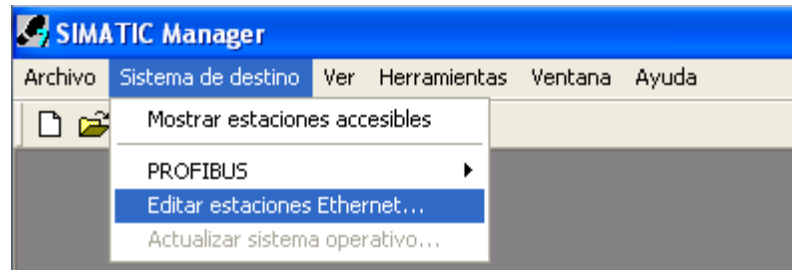 SIMATIC Manager
Archivo Sistema de destino Ver Herramientas Ventana Ayuda
Mostrar estaciones accesibles
PROFIBUS
Editar estaciones Ethernet...
Actualizar sistema operativo...